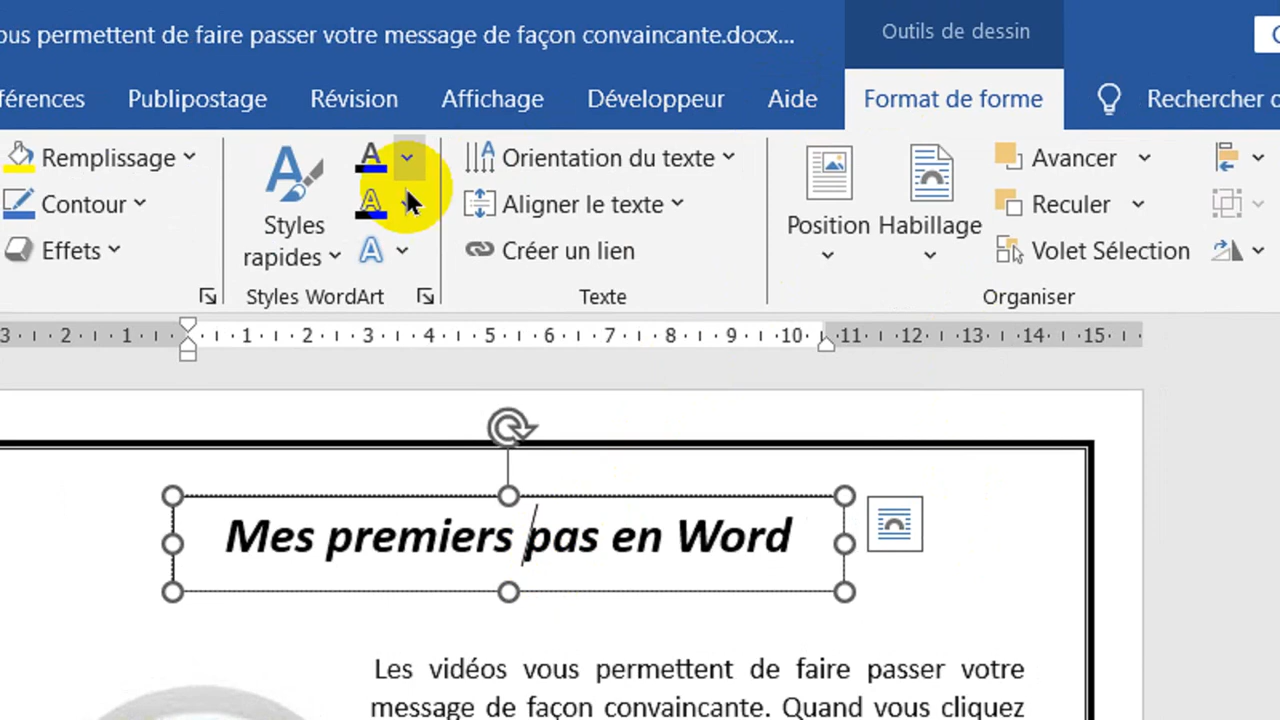 ous permettent de faire passer votre message de façon convaincante.docx...
Outils de dessin
férences
Publipostage
Révision
Affichage
Développeur
Aide
Format de forme
Rechercher
Remplissage
Contour
Effets
Styles
rapides
Styles WordArt
Orientation du texte
Aligner le texte
Créer un lien
Texte
Position
Habillage
Avancer
Reculer
Volet Sélection
Organiser
3 2 1 1 2 3 4 5 6 7 8 9 10 11 12 13 14 15
Mes premiers pas en Word
Les vidéos vous permettent de faire passer votre
message de façon convaincante. Quand vous cliquez